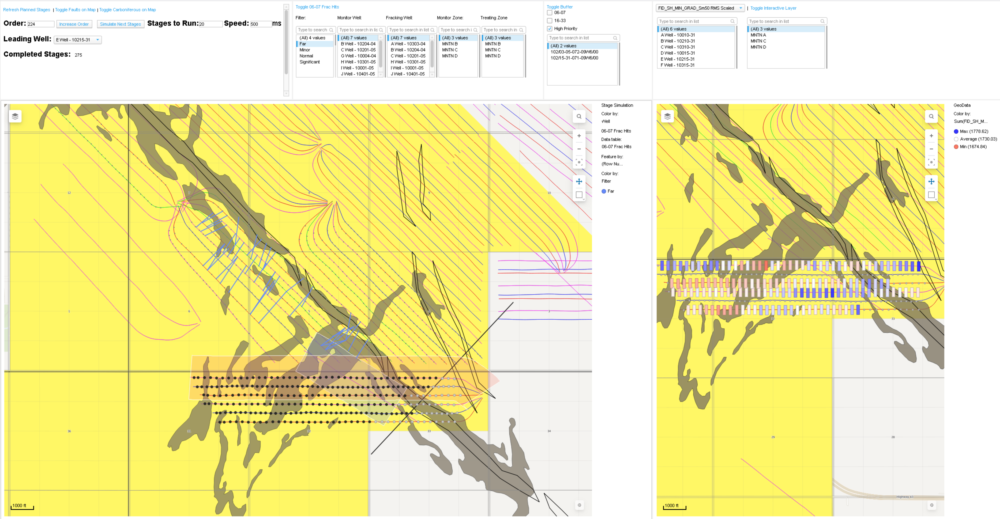 Refresh Planned Stages | Toggle Faults on Map | Toggle Carboniferous on Map
Order: 224 Increase Order Simulate Next Stages Stages to Run: 20 Speed: 500 ms
Leading Well: E Well - 10215-31
Completed Stages: 275
Toggle 06-07 Frac Hits
Filter:
Type to search
(All) 4 values
Far
Minor
Normal
Significant
Monitor Well:
Type to search in lis
(All) 7 values
B Well - 10204-04
C Well - 10201-05
G Well - 10004-04
H Well - 10301-05
I Well - 10001-05
J Well - 10401-05
Fracking Well:
Type to search in list
(All) 7 values
A Well - 10303-04
B Well - 10204-04
C Well - 10201-05
H Well - 10301-05
I Well - 10001-05
J Well - 10401-05
Monitor Zone:
Type to search i
(All) 3 values
MNTN B
MNTN C
MNTN D
Treating Zone
Type to search in
(All) 3 values
MNTN B
MNTN C
MNTN D
Toggle Buffer
06-07
16-33
High Priority
Type to search in list
(All) 2 values
102/03-05-072-09W6/00
102/15-31-071-09W6/00
FID_SH_MIN_GRAD_Sm50 RMS Scaled | Toggle Interactive Layer
Type to search in list
(All) 6 values
A Well - 10010-31
B Well - 10210-31
C Well - 10310-31
D Well - 10015-31
E Well - 10215-31
F Well - 10315-31
Type to search in list
(All) 3 values
MNTN A
MNTN C
MNTN D
12
7
8
9
10
1
6
5
3
36
31
32
33
34
1000 ft
Stage Simulation
Color by:
Well
06-07 Frac Hits
Data table:
06-07 Frac Hits
Feature by:
(Row Nu...
Color by:
Filter
Far
5
32
33
29
28
Highway 43
1000 ft
GeoData
Color by:
Sum(FID_SH_M...
Max (1778.62)
Average (1730.03)
Min (1674.84)